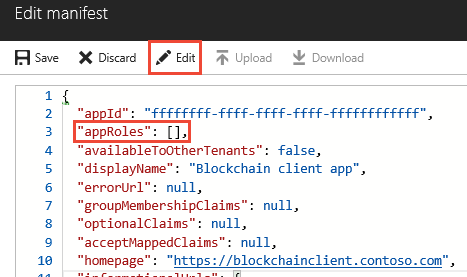 Edit manifest
Save Discard Edit Upload Download
1 {
2 "appId": "ffffffff-ffff-ffff-ffff-ffffffffffff",
3 "appRoles": [],
4 "availableToOtherTenants": false,
5 "displayName": "Blockchain client app",
6 "errorUrl": null,
7 "groupMembershipClaims": null,
8 "optionalClaims": null,
9 "acceptMappedClaims": null,
10 "homepage": "https://blockchainclient.contoso.com",
11 "informationalUrls": {